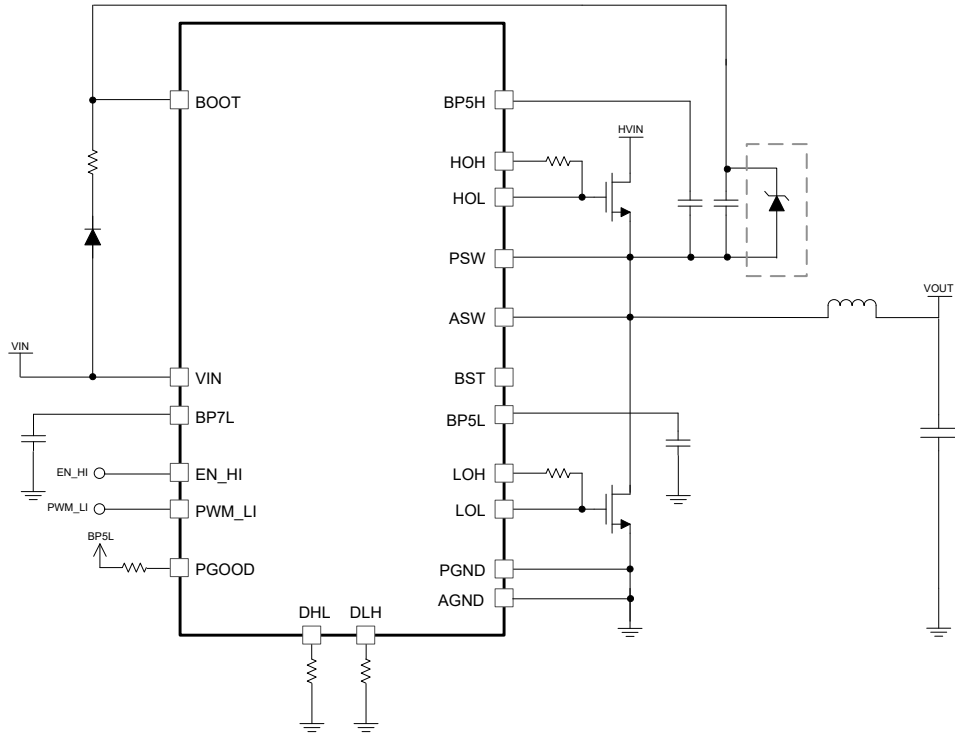 BOOT
BP5H
HVIN
HOH
HOL
PSW
VOUT
ASW
VIN
VIN
BST
BP7L
BP5L
EN_HI
EN_HI
LOH
PWM_LI
PWM_LI
LOL
BP5L
PGOOD
PGND
AGND
DHL
DLH